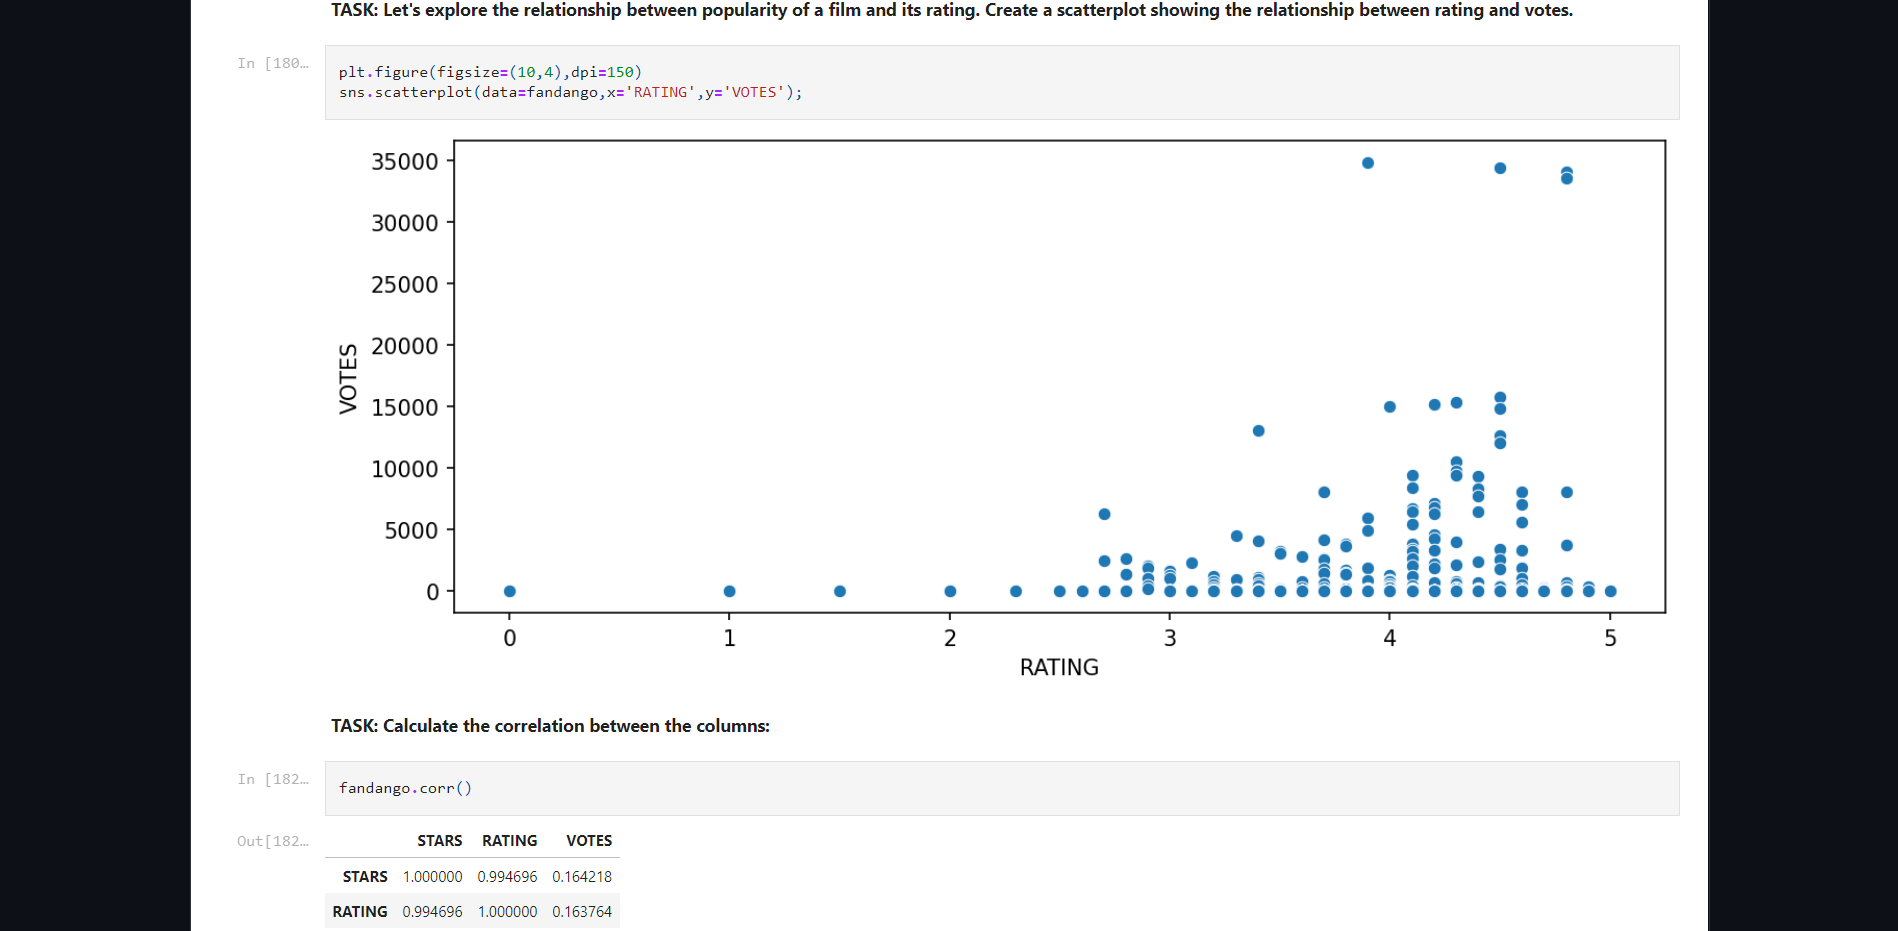 TASK: Let's explore the relationship between popularity of a film and its rating. Create a scatterplot showing the relationship between rating and votes.
In [180…
plt.figure(figsize=(10,4),dpi=150)
sns.scatterplot(data=fandango,x='RATING',y='VOTES');
35000
30000
25000
20000
15000
10000
5000
0
VOTES
0 1 2 3 4 5
RATING
TASK: Calculate the correlation between the columns:
In [182…
fandango.corr()
Out[182…
STARS RATING VOTES
STARS 1.000000 0.994696 0.164218
RATING 0.994696 1.000000 0.163764